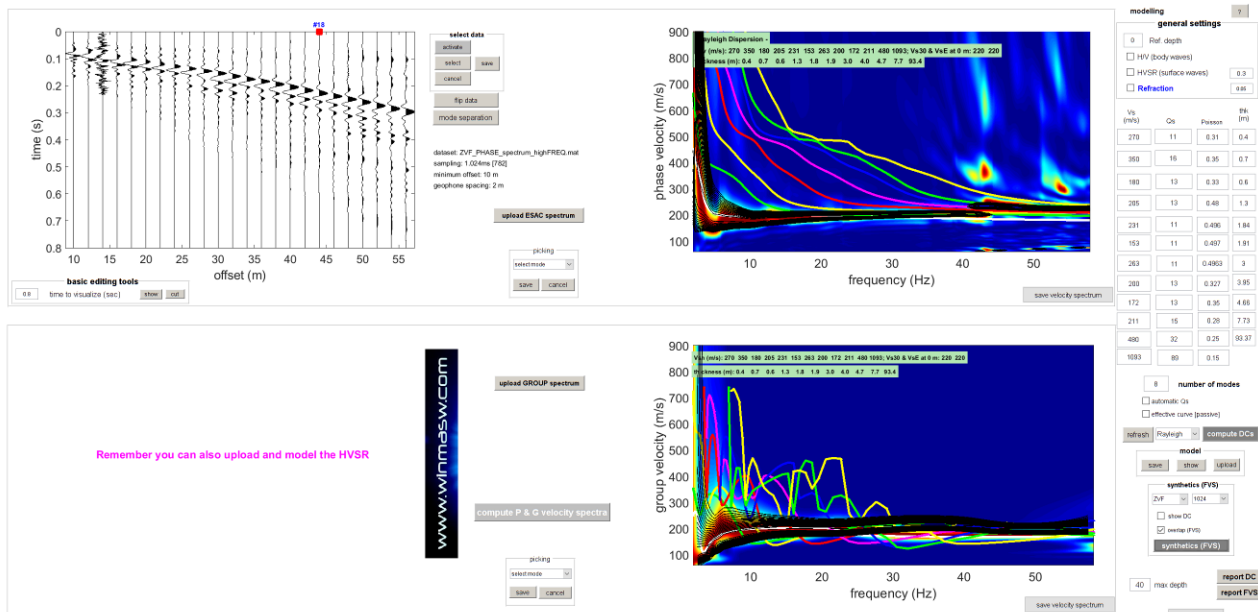 #18
0
0.1
0.2
0.3
0.4
0.5
0.6
0.7
0.8
time (s)
10 15 20 25 30 35 40 45 50 55
offset (m)
basic editing tools
0.8 time to visualize (sec) show cut
select data
activate
select save
cancel
flip data
mode separation
dataset: ZVF_PHASE_spectrum_highFREQ.mat
sampling: 1.024ms [782]
minimum offset: 10 m
geophone spacing: 2 m
upload ESAC spectrum
picking
select mode
save cancel
900
800
700
600
500
400
300
200
100
phase velocity (m/s)
ayleigh Dispersion -
(m/s): 270 350 180 205 231 153 263 200 172 211 480 1093; Vs30 & VsE at 0 m: 220 220
ckness (m): 0.4 0.7 0.6 1.3 1.8 1.9 3.0 4.0 4.7 7.7 93.4
10 20 30 40 50
frequency (Hz)
save velocity spectrum
Remember you can also upload and model the HVSR
www.winmasw.com
upload GROUP spectrum
compute P & G velocity spectra
picking
select mode
save cancel
900
800
700
600
500
400
300
200
100
group velocity (m/s)
(m/s): 270 350 180 205 231 153 263 200 172 211 480 1093; Vs30 & VsE at 0 m: 220 220
thickness (m): 0.4 0.7 0.6 1.3 1.8 1.9 3.0 4.0 4.7 7.7 93.4
10 20 30 40 50
frequency (Hz)
save velocity spectrum
modelling ?
general settings
0 Ref. depth
H/V (body waves)
HVSR (surface waves) 0.3
Refraction 0.05
Vs (m/s) Qs Poisson thk (m)
270 11 0.31 0.4
350 16 0.35 0.7
180 13 0.33 0.6
205 13 0.48 1.3
231 11 0.496 1.84
153 11 0.497 1.91
263 11 0.4963 3
200 13 0.327 3.95
172 13 0.35 4.66
211 15 0.28 7.73
480 32 0.25 93.37
1093 89 0.15
8 number of modes
automatic Qs
effective curve [passive]
refresh Rayleigh compute DCs
model
save show upload
synthetics (FVS)
ZVF 1024
show DC
overlap (FVS)
synthetics (FVS)
40 max depth
report DC
report FVS